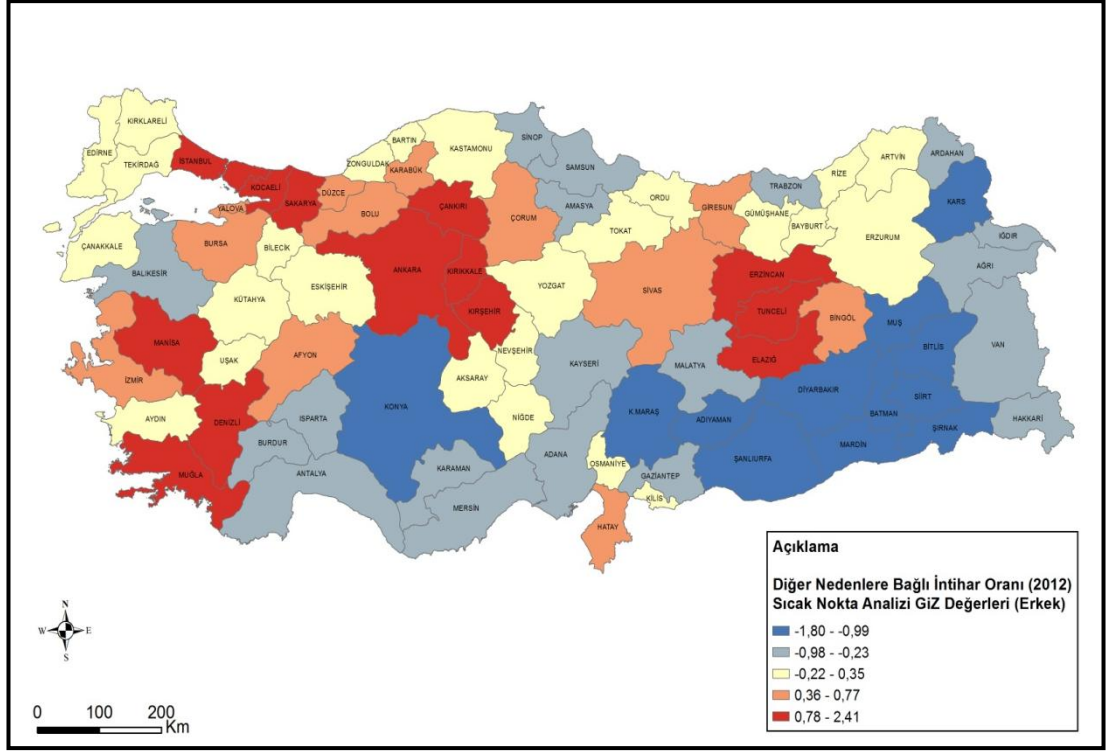 KIRKLARELİ
EDİRNE
TEKİRDAĞ
İSTANBUL
KOCAELİ
SAKARYA
YALOVA
DÜZCE
ZONGULDAK
BARTIN
KARABÜK
KASTAMONU
SİNOP
SAMSUN
BOLU
ÇANKIRI
ÇORUM
AMASYA
ORDU
TOKAT
GİRESUN
TRABZON
GÜMÜŞHANE
BAYBURT
RİZE
ARTVİN
ARDAHAN
KARS
IĞDIR
AĞRI
ERZURUM
ÇANAKKALE
BALIKESİR
BURSA
BİLECİK
KÜTAHYA
ESKİŞEHİR
ANKARA
KIRIKKALE
KIRŞEHİR
YOZGAT
SİVAS
ERZİNCAN
TUNCELİ
BİNGÖL
ELAZIĞ
MUŞ
BİTLİS
VAN
MANİSA
İZMİR
UŞAK
AFYON
AYDIN
DENİZLİ
MUĞLA
ISPARTA
BURDUR
ANTALYA
KONYA
AKSARAY
NEVŞEHİR
NİĞDE
KAYSERİ
MALATYA
KARAMAN
MERSİN
ADANA
K.MARAŞ
ADIYAMAN
DİYARBAKIR
BATMAN
SİİRT
ŞIRNAK
HAKKARİ
MARDİN
ŞANLIURFA
OSMANİYE
GAZİANTEP
KİLİS
HATAY
Açıklama
Diğer Nedenlere Bağlı İntihar Oranı (2012)
Sıcak Nokta Analizi GiZ Değerleri (Erkek)
-1,80 - -0,99
-0,98 - -0,23
-0,22 - 0,35
0,36 - 0,77
0,78 - 2,41
N
W E
S
0 100 200
Km